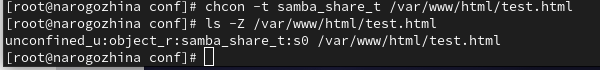 [root@narogozhina conf]# chcon -t samba_share_t /var/www/html/test.html
[root@narogozhina conf]# ls -Z /var/www/html/test.html
unconfined_u:object_r:samba_share_t:s0 /var/www/html/test.html
[root@narogozhina conf]#